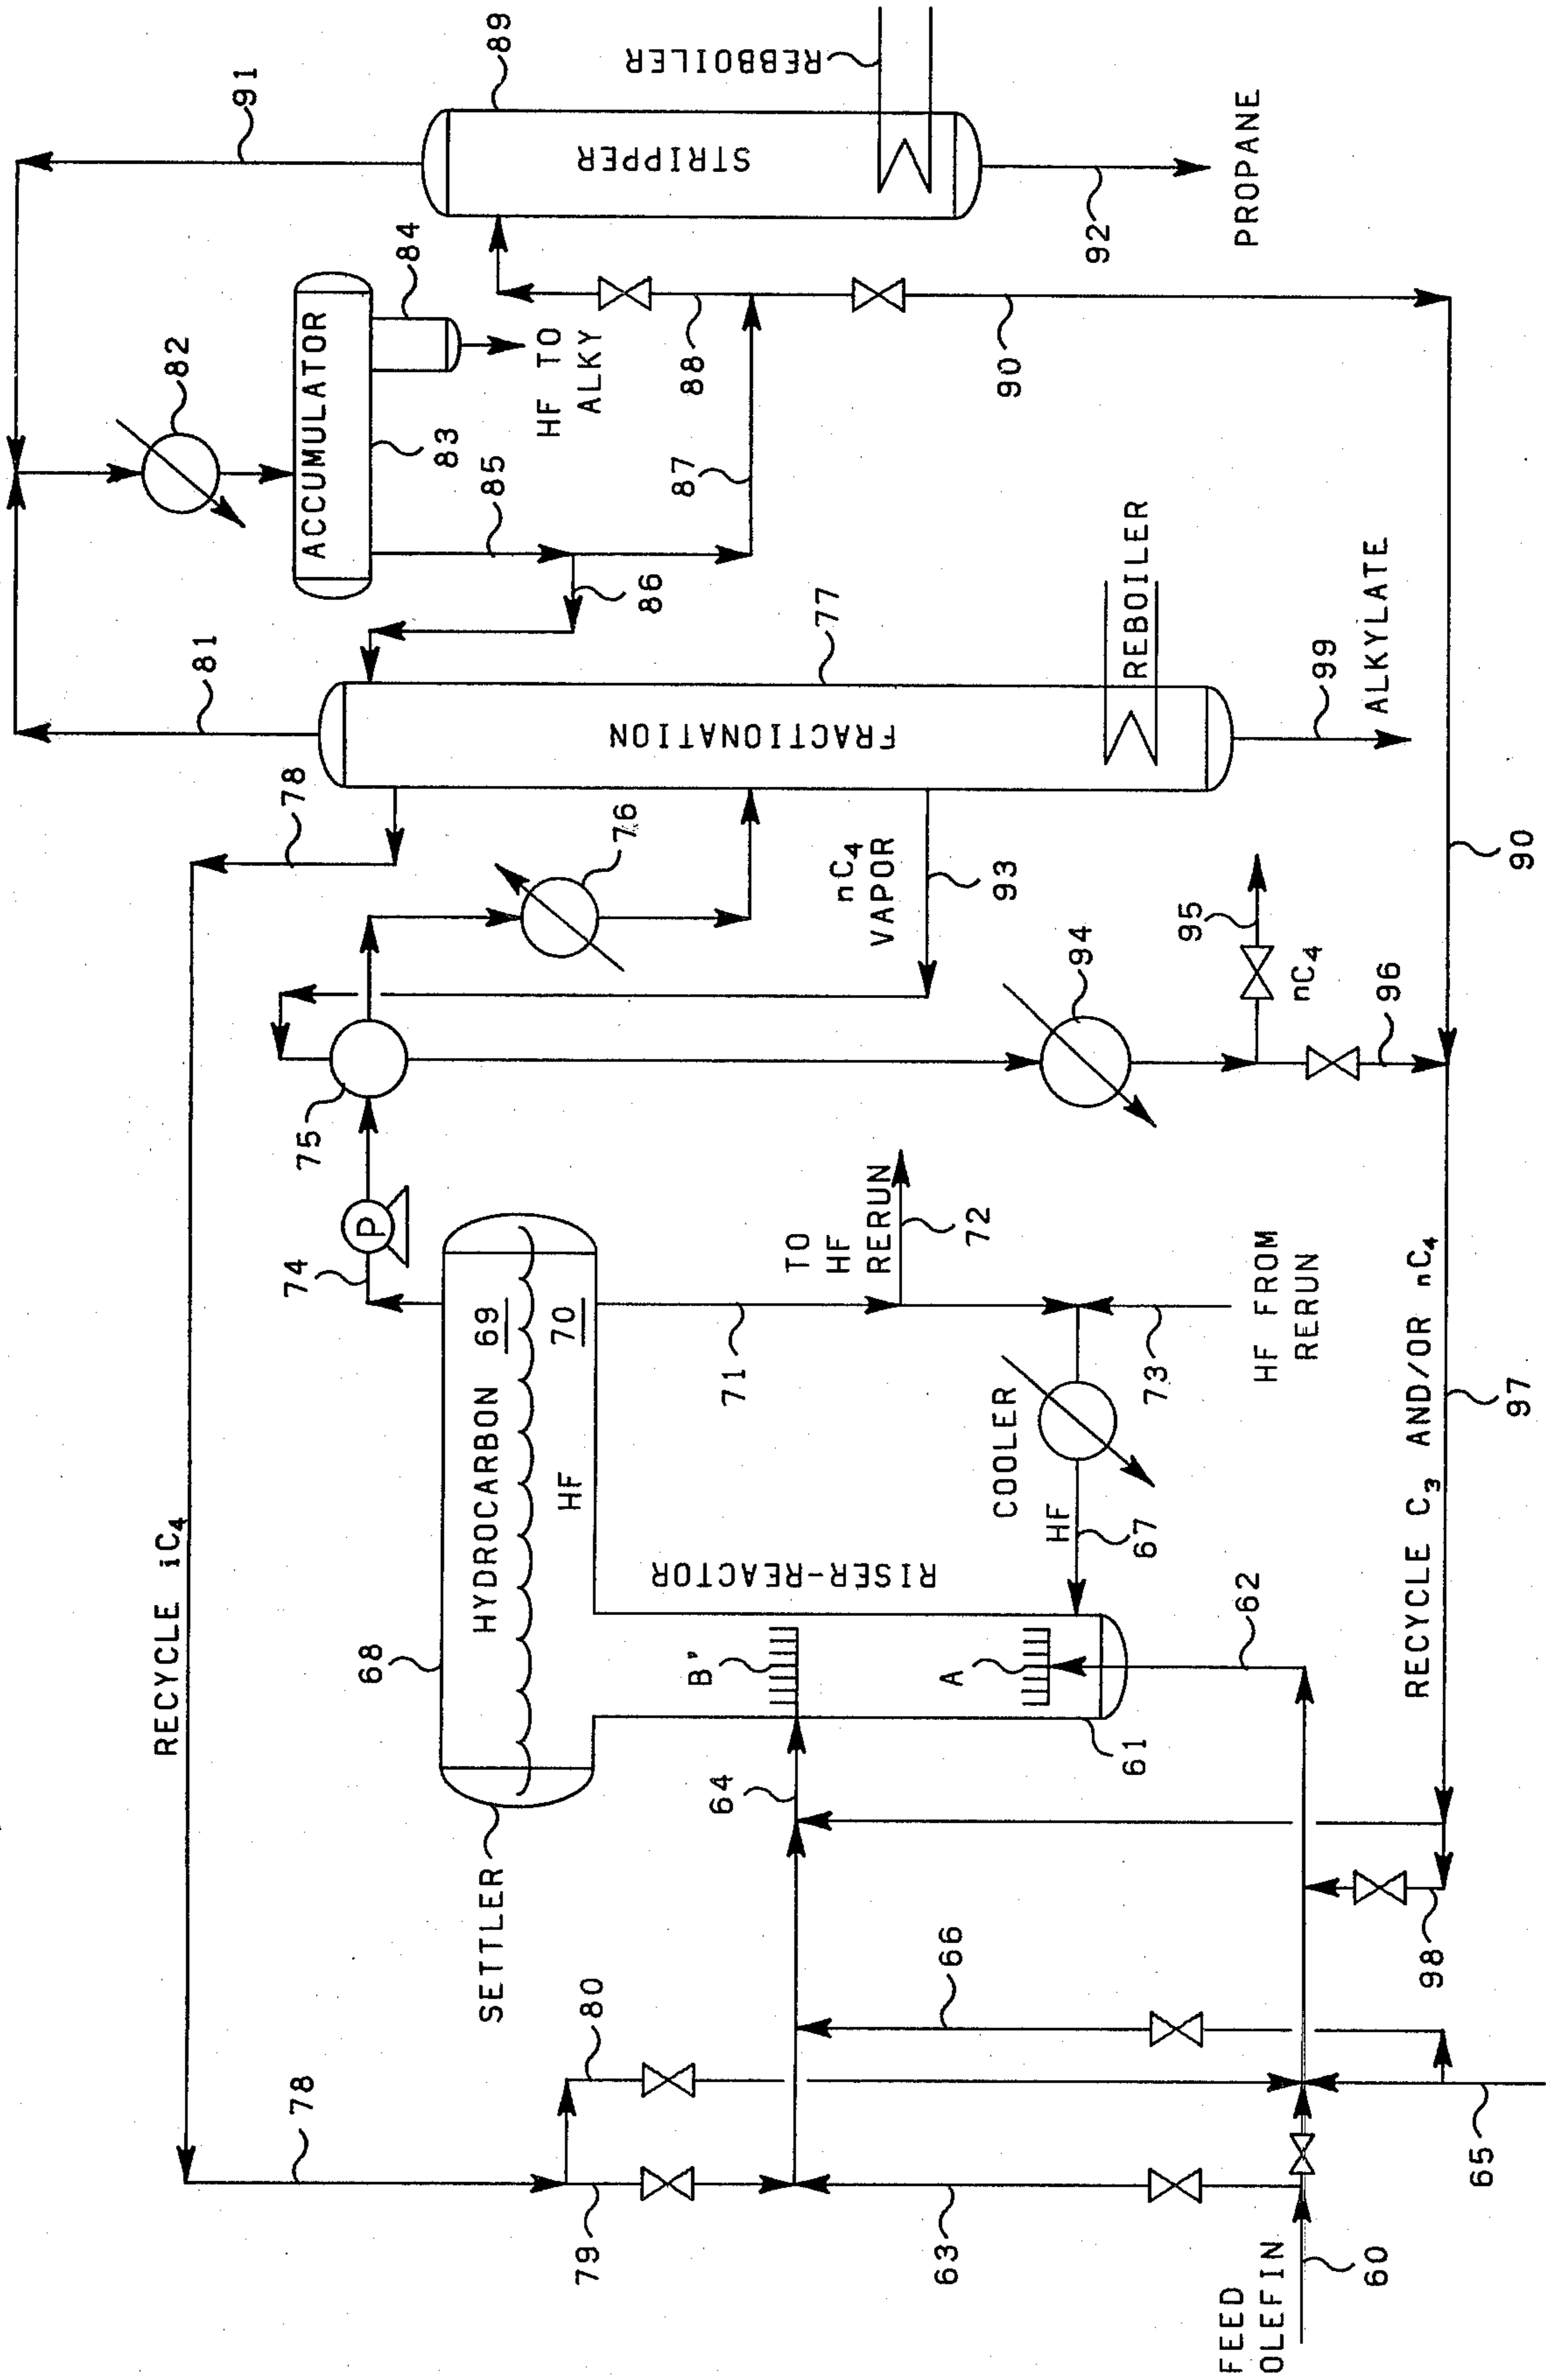 RECYCLE iC4
78
78
79
80
63
FEED
OLEFIN
60
65
66
98
64
62
61
SETTLER
68
HYDROCARBON 69
HF 70
RISER-REACTOR
B'
A
HF
67
COOLER
71
TO
HF
RERUN
72
73
HF FROM
RERUN
74
P
75
76
77
FRACTIONATION
REBOILER
99
ALKYLATE
nC4
VAPOR
93
94
95
nC4
96
RECYCLE C3 AND/OR nC4
97
90
90
81
82
ACCUMULATOR
83
84
HF TO
ALKY
85
86
87
88
89
STRIPPER
REBBOILER
91
92
PROPANE